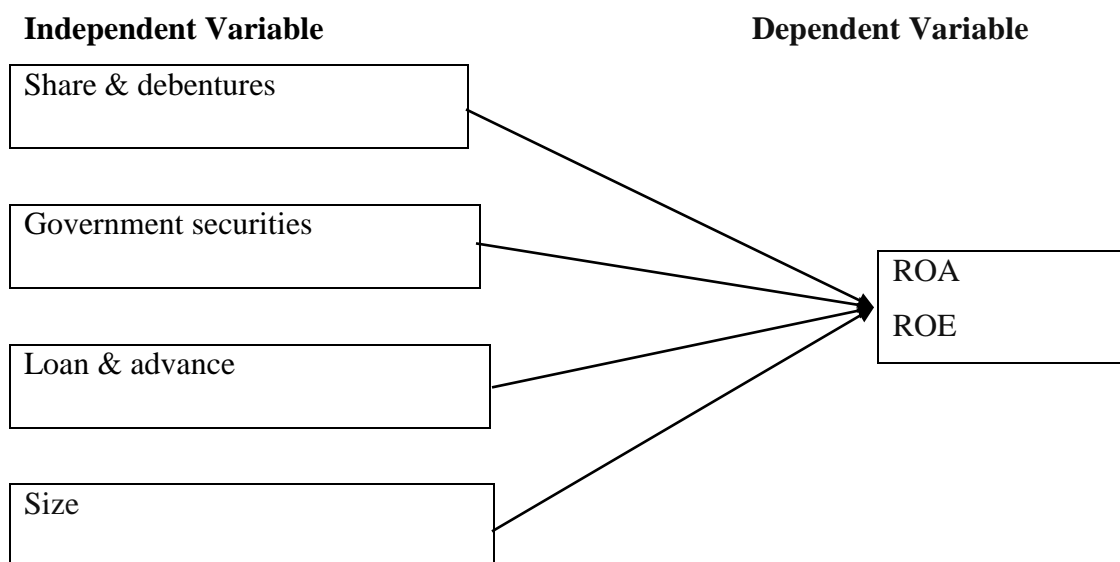 Independent Variable
Dependent Variable
Share & debentures
Government securities
Loan & advance
Size
ROA
ROE